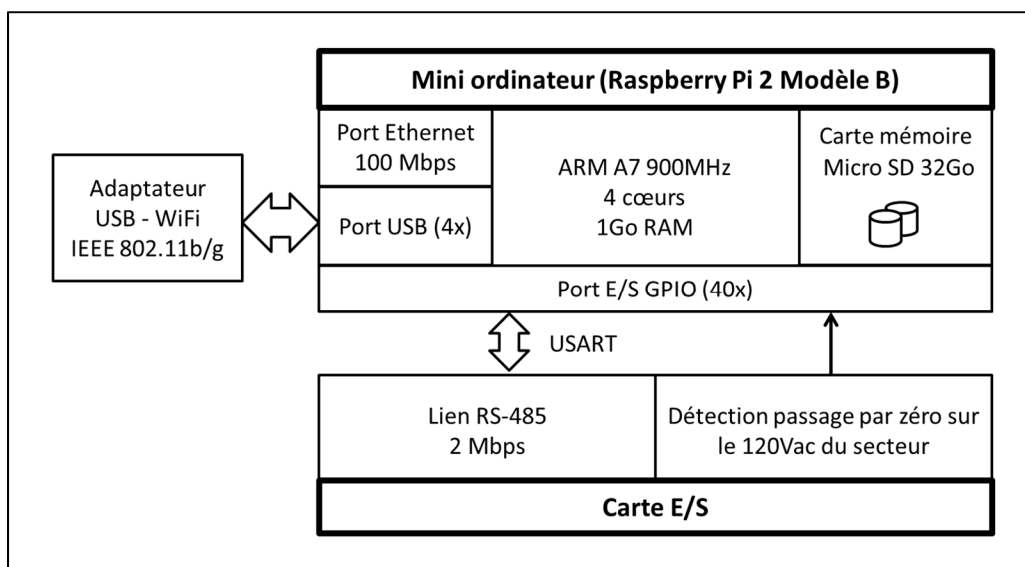 Mini ordinateur (Raspberry Pi 2 Modèle B)
Port Ethernet
100 Mbps
Port USB (4x)
ARM A7 900MHz
4 cœurs
1Go RAM
Carte mémoire
Micro SD 32Go
Adaptateur
USB - WiFi
IEEE 802.11b/g
Port E/S GPIO (40x)
USART
Lien RS-485
2 Mbps
Détection passage par zéro sur
le 120Vac du secteur
Carte E/S